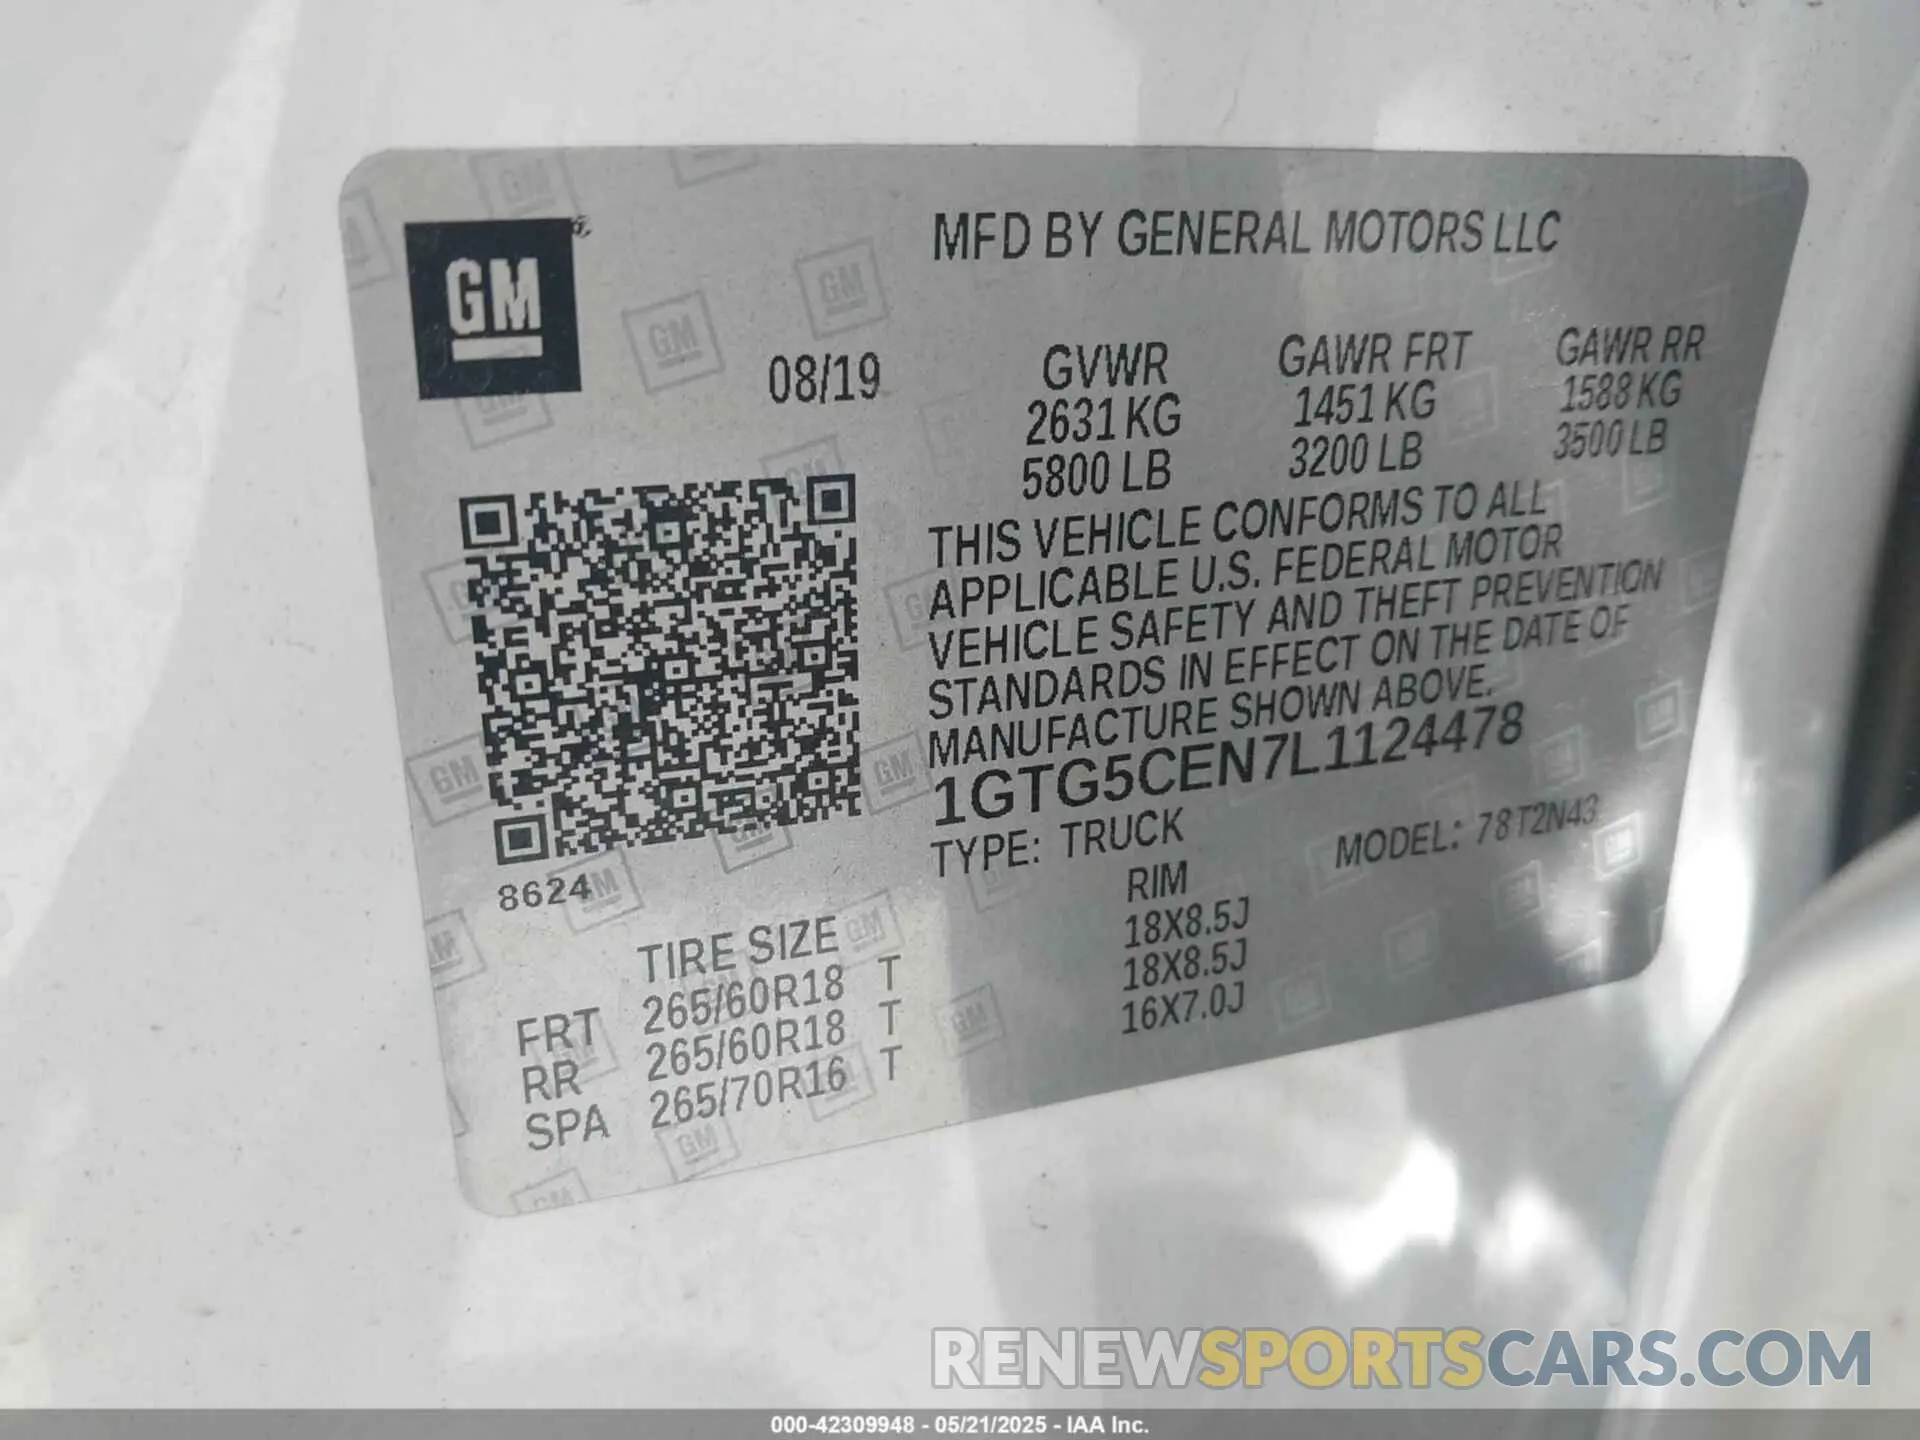 GM
MFD BY GENERAL MOTORS LLC
08/19
GVWR GAWR FRT GAWR RR
2631 KG 1451 KG 1588 KG
5800 LB 3200 LB 3500 LB
THIS VEHICLE CONFORMS TO ALL
APPLICABLE U.S. FEDERAL MOTOR
VEHICLE SAFETY AND THEFT PREVENTION
STANDARDS IN EFFECT ON THE DATE OF
MANUFACTURE SHOWN ABOVE.
1GTG5CEN7L1124478
TYPE: TRUCK MODEL: 78T2N43
8624
TIRE SIZE RIM
FRT 265/60R18 T 18X8.5J
RR 265/60R18 T 18X8.5J
SPA 265/70R16 T 16X7.0J
RENEWSPORTSCARS.COM
000-42309948 - 05/21/2025 - IAA Inc.